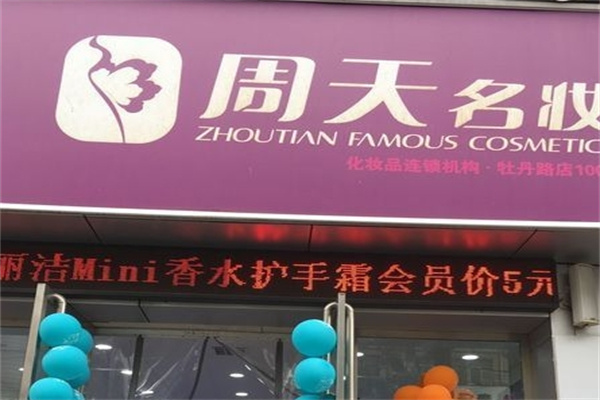 周天名妆
ZHOUTIAN FAMOUS COSMETIC
化妆品连锁机构·牡丹路店100
丽洁Mini香水护手霜会员价5元